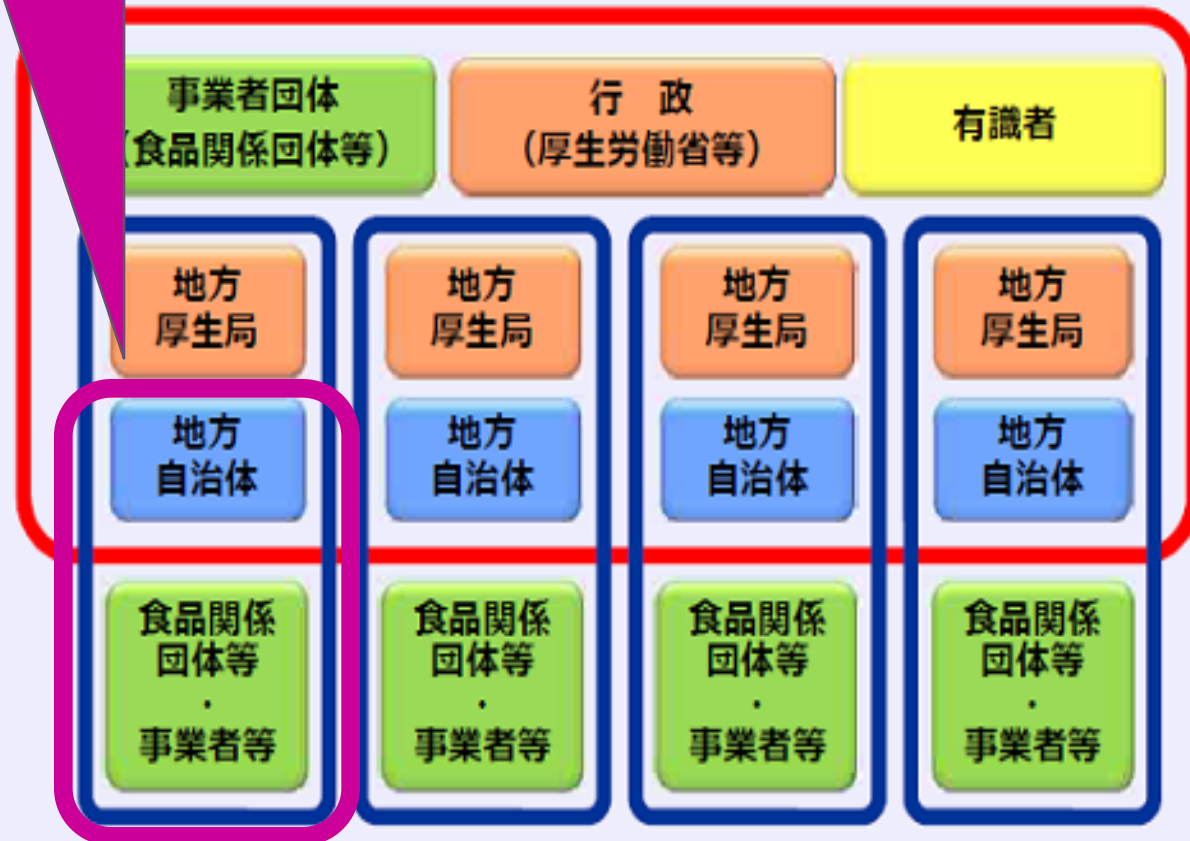 事業者団体
（食品関係団体等）
行　政
（厚生労働省等）
有識者
地方
厚生局
地方
厚生局
地方
厚生局
地方
厚生局
地方
自治体
地方
自治体
地方
自治体
地方
自治体
食品関係
団体等
・
事業者等
食品関係
団体等
・
事業者等
食品関係
団体等
・
事業者等
食品関係
団体等
・
事業者等